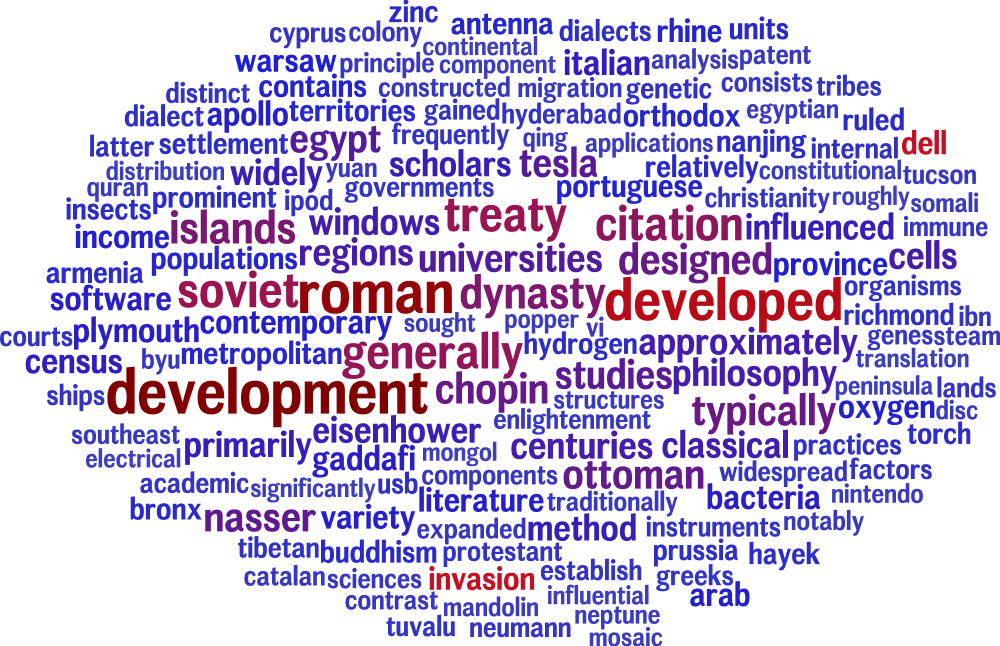 zinc
cyprus colony antenna dialects rhine units
continental
warsaw principle component italian analysis patent
distinct contains constructed migration genetic consists tribes
dialect apollo territories gained hyderabad orthodox egyptian ruled
latter settlement egypt frequently qing applications nanjing internal dell
distribution widely yuan scholars tesla relatively constitutional tucson
quran prominent ipod governments portuguese christianity roughly somali
insects islands windows treaty citation influenced immune
income populations regions universities designed province cells
armenia software soviet roman dynasty developed organisms
courts plymouth contemporary sought popper vi richmond ibn
census byu metropolitan generally hydrogen approximately genes steam
translation
ships development chopin studies philosophy peninsula lands
structures
southeast primarily eisenhower enlightenment typically oxygen disc
electrical gaddafi mongol centuries classical practices torch
academic significantly usb components ottoman widespread factors
bronx nasser variety literature traditionally bacteria nintendo
expanded method instruments notably
tibetan buddhism protestant prussia hayek
catalan sciences invasion establish greeks
contrast mandolin influential arab
tuvalu neumann neptune
mosaic